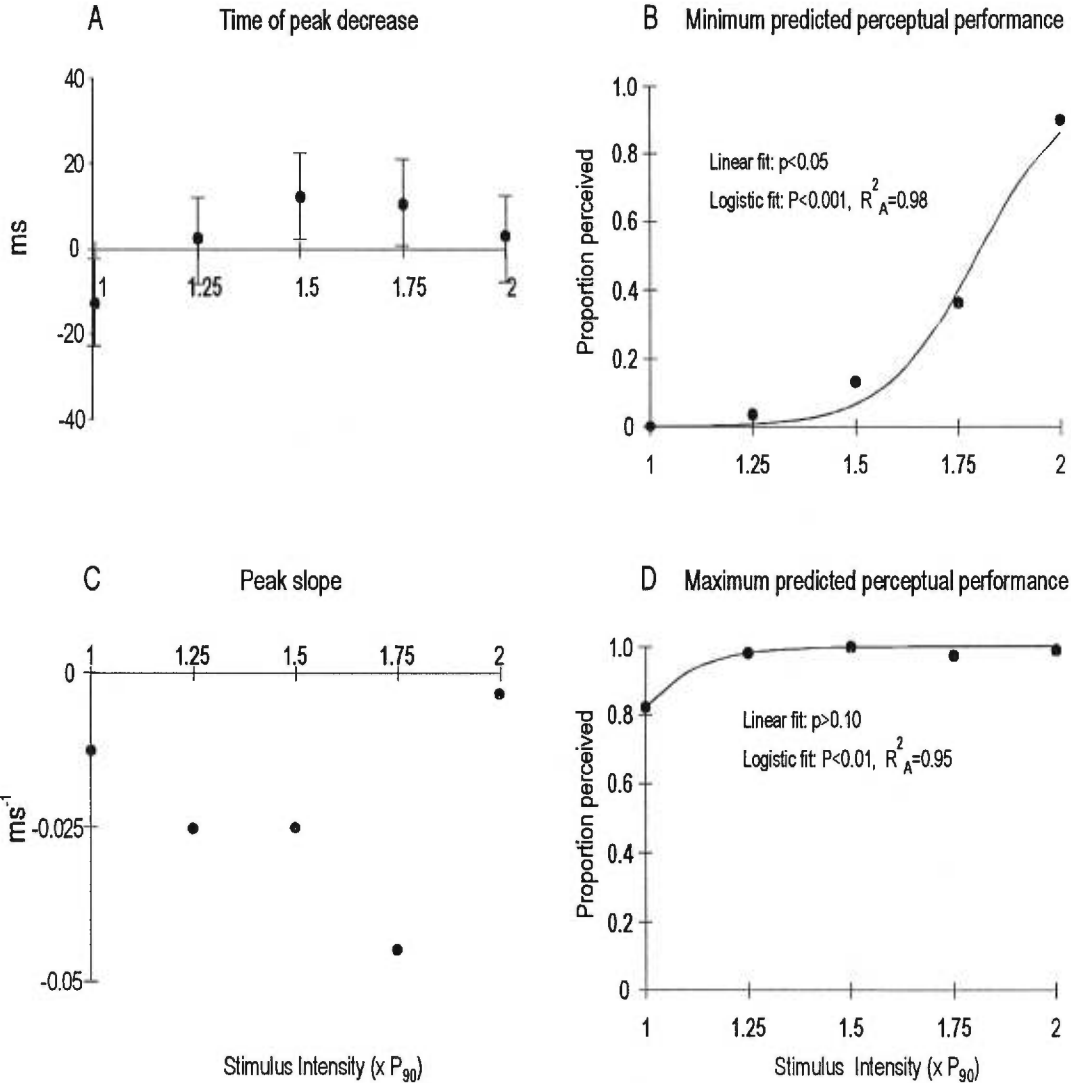 A Time of peak decrease
40
20
0
-20
-40
ms
1 1.25 1.5 1.75 2
B Minimum predicted perceptual performance
1.0
0.8
0.6
0.4
0.2
0
Proportion perceived
Linear fit: p<0.05
Logistic fit: P<0.001, R²A=0.98
1 1.25 1.5 1.75 2
C Peak slope
1 1.25 1.5 1.75 2
0
-0.025
-0.05
ms⁻¹
Stimulus Intensity (x P₉₀)
D Maximum predicted perceptual performance
1.0
0.8
0.6
0.4
0.2
0
Proportion perceived
Linear fit: p>0.10
Logistic fit: P<0.01, R²A=0.95
1 1.25 1.5 1.75 2
Stimulus Intensity (x P₉₀)